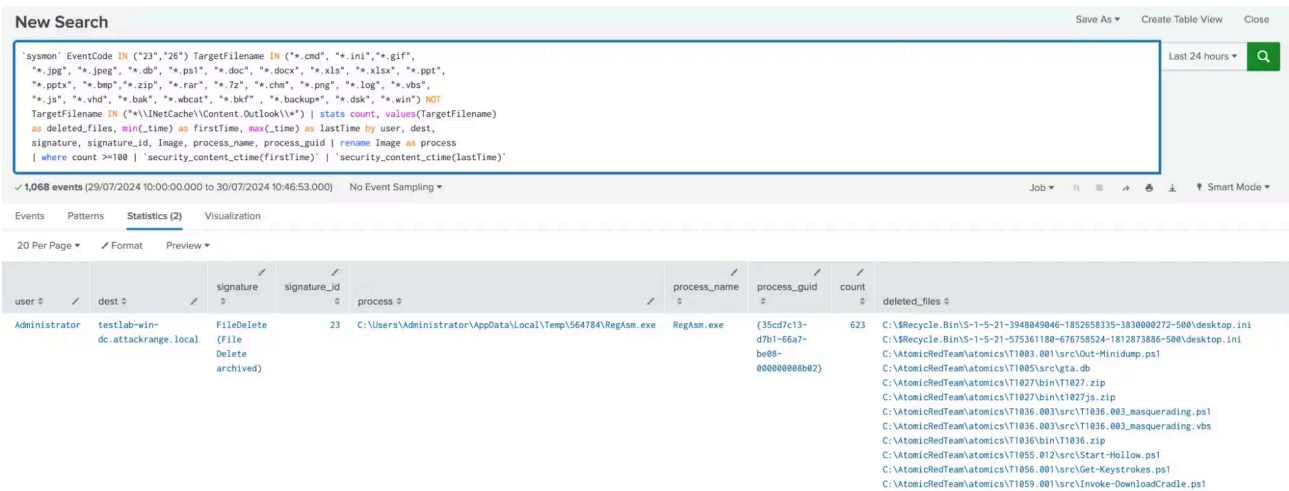 New Search
Save As ▾ Create Table View Close
`sysmon` EventCode IN ("23","26") TargetFilename IN ("*.cmd", "*.ini","*.gif",
"*.jpg", "*.jpeg", "*.db", "*.ps1", "*.doc", "*.docx", "*.xls", "*.xlsx", "*.ppt",
"*.pptx", "*.bmp","*.zip", "*.rar", "*.7z", "*.chm", "*.png", "*.log", "*.vbs",
"*.js", "*.vhd", "*.bak", "*.wbcat", "*.bkf" , "*.backup*", "*.dsk", "*.win") NOT
TargetFilename IN ("*\\INetCache\\Content.Outlook\\*") | stats count, values(TargetFilename)
as deleted_files, min(_time) as firstTime, max(_time) as lastTime by user, dest,
signature, signature_id, Image, process_name, process_guid | rename Image as process
| where count >=100 | `security_content_ctime(firstTime)` | `security_content_ctime(lastTime)`
Last 24 hours ▾
✓ 1,068 events (29/07/2024 10:00:00.000 to 30/07/2024 10:46:53.000) No Event Sampling ▾
Job ▾ Smart Mode ▾
Events Patterns Statistics (2) Visualization
20 Per Page ▾ Format Preview ▾
user dest signature signature_id process process_name process_guid count deleted_files
Administrator
testlab-win-
dc.attackrange.local
FileDelete
(File
Delete
archived)
23
C:\Users\Administrator\AppData\Local\Temp\564784\RegAsm.exe
RegAsm.exe
{35cd7c13-
d7b1-66a7-
be08-
000000008b02}
623
C:\$Recycle.Bin\S-1-5-21-3948049046-1852658335-3830000272-500\desktop.ini
C:\$Recycle.Bin\S-1-5-21-575361180-676758524-1812873886-500\desktop.ini
C:\AtomicRedTeam\atomics\T1003.001\src\Out-Minidump.ps1
C:\AtomicRedTeam\atomics\T1005\src\gta.db
C:\AtomicRedTeam\atomics\T1027\bin\T1027.zip
C:\AtomicRedTeam\atomics\T1027\bin\t1027js.zip
C:\AtomicRedTeam\atomics\T1036.003\src\T1036.003_masquerading.ps1
C:\AtomicRedTeam\atomics\T1036.003\src\T1036.003_masquerading.vbs
C:\AtomicRedTeam\atomics\T1036\bin\T1036.zip
C:\AtomicRedTeam\atomics\T1055.012\src\Start-Hollow.ps1
C:\AtomicRedTeam\atomics\T1056.001\src\Get-Keystrokes.ps1
C:\AtomicRedTeam\atomics\T1059.001\src\Invoke-DownloadCradle.ps1